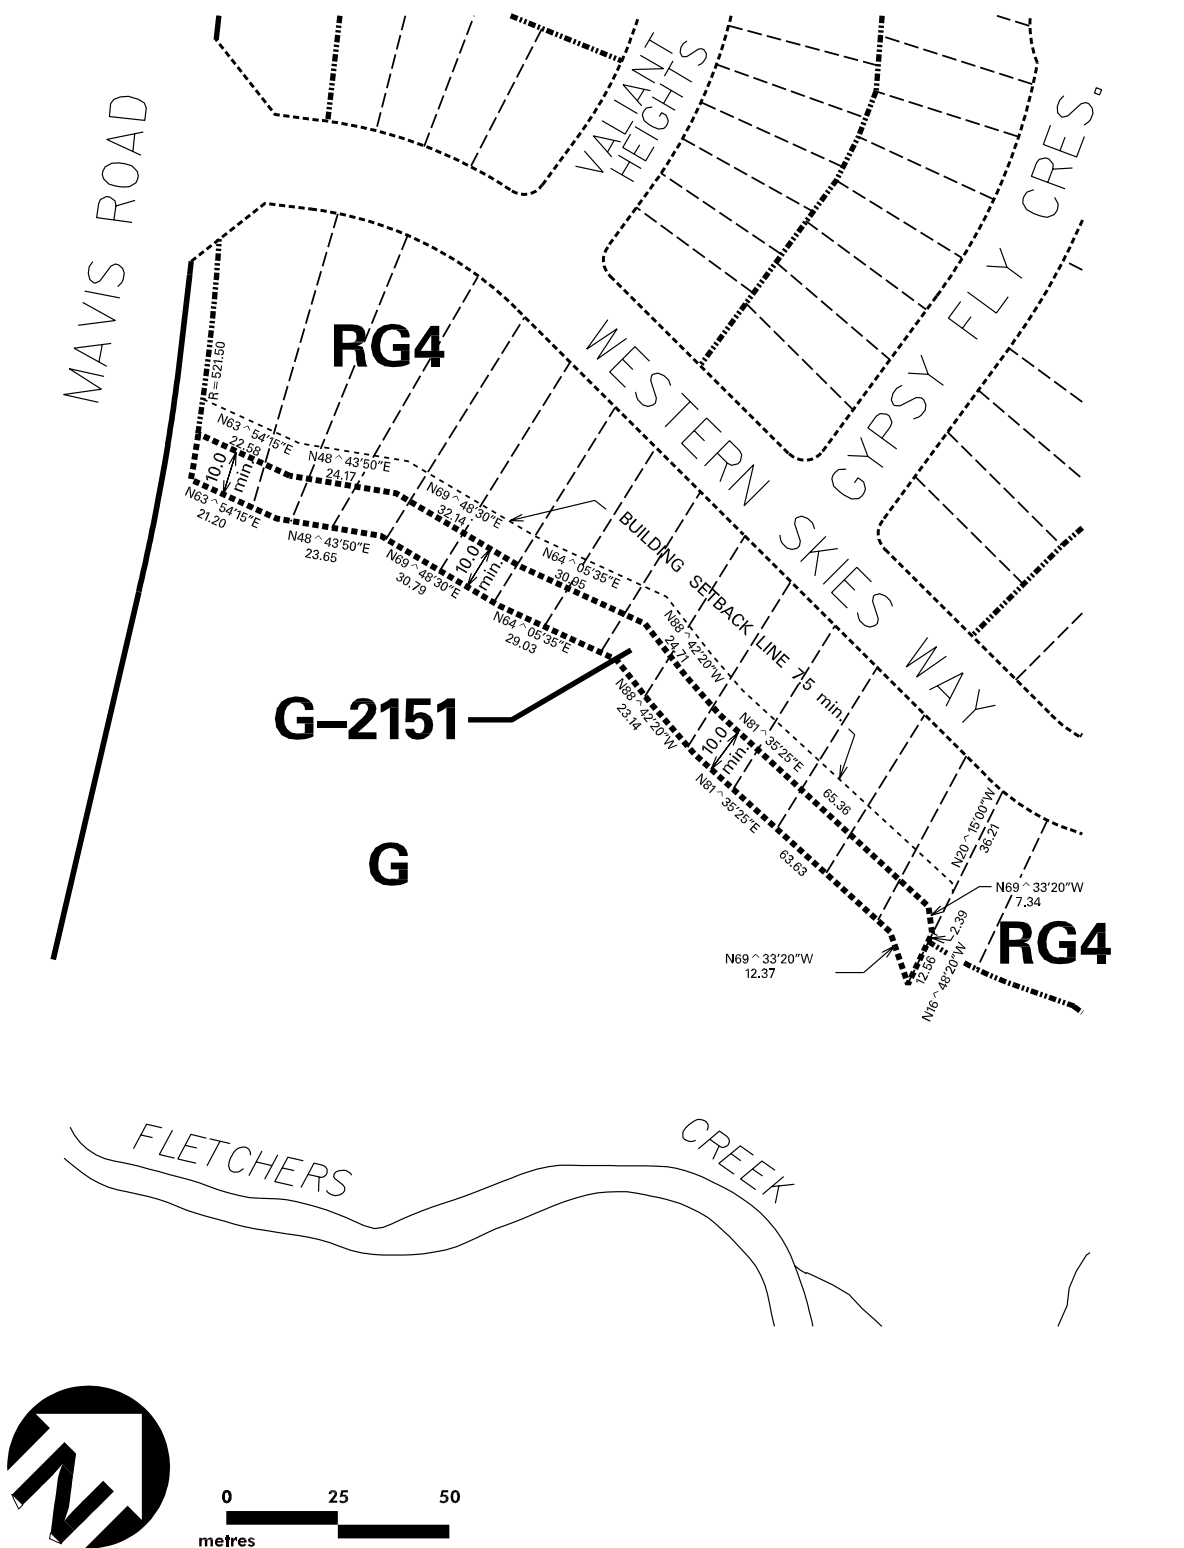 VALIANT
HEIGHTS
GYPSY FLY CRES.
MAVIS ROAD
WESTERN SKIES WAY
RG4
R=521.50
N63^54'15"E
22.58
N48^43'50"E
24.17
N69^48'30"E
32.14
N64^05'35"E
30.95
N88^42'20"W
24.71
N81^35'25"E
65.36
BUILDING SETBACK LINE 7.5 min.
10.0
min.
10.0
min.
10.0
min.
N63^54'15"E
21.20
N48^43'50"E
23.65
N69^48'30"E
30.79
N64^05'35"E
29.03
N88^42'20"W
23.14
N81^35'25"E
63.63
G–2151
G
N20^15'00"W
36.21
N69^33'20"W
7.34
2.39
RG4
N69^33'20"W
12.37
12.56
N16^48'20"W
FLETCHERS CREEK
N
0 25 50
metres